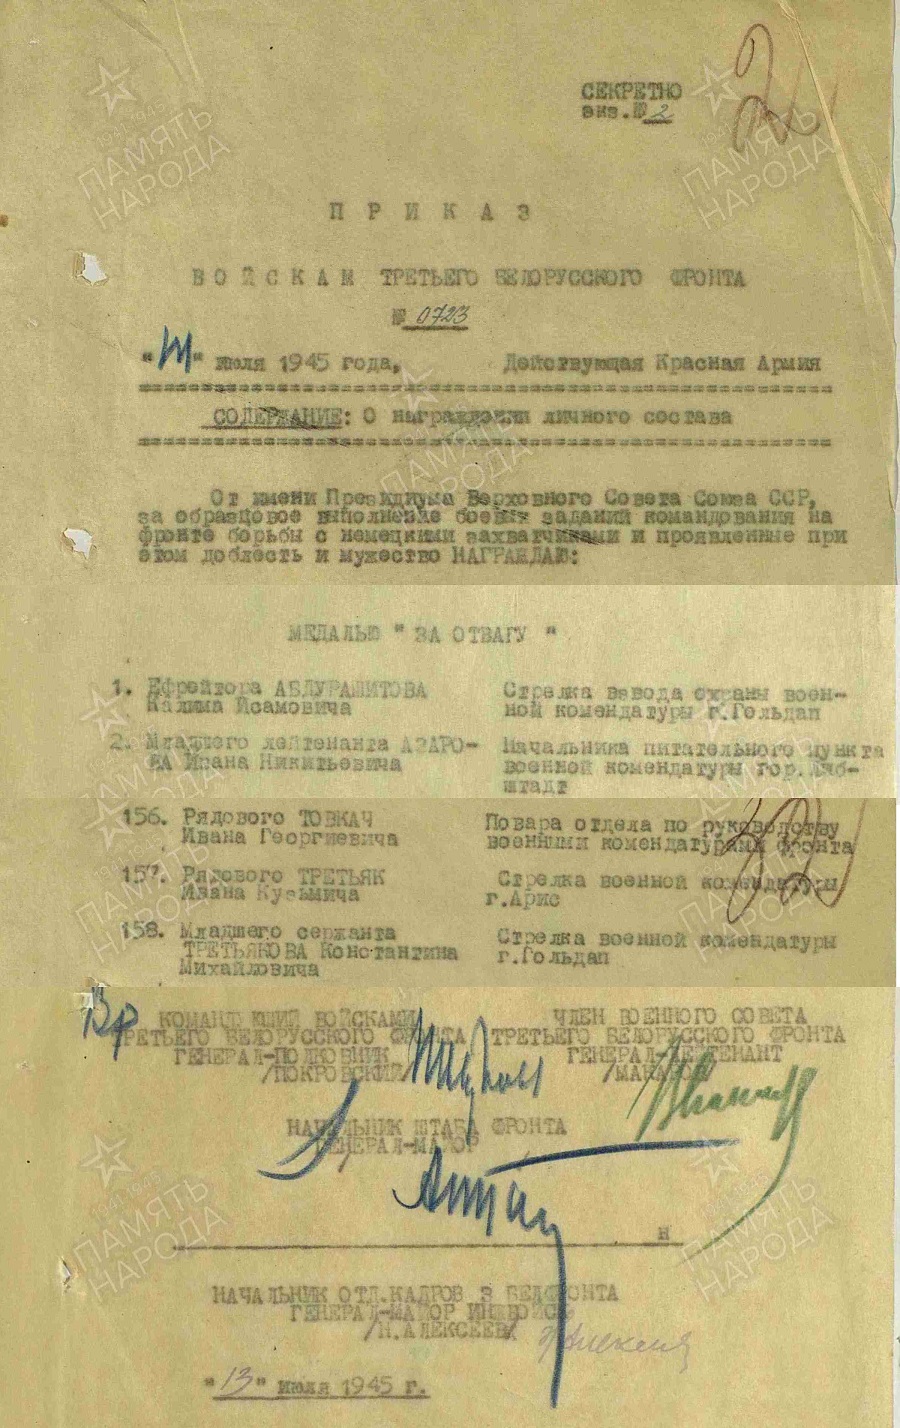 СЕКРЕТНО
экз.№ 2
П Р И К А З
В О Й С К А М ТРЕТЬЕГО БЕЛОРУССКОГО ФРОНТА
№ 0723
" " июля 1945 года, Действующая Красная Армия
СОДЕРЖАНИЕ: О награждении личного состава
От имени Президиума Верховного Совета Союза ССР,
за образцовое выполнение боевых заданий командования на
фронте борьбы с немецкими захватчиками и проявленные при
этом доблесть и мужество НАГРАЖДАЮ:
МЕДАЛЬЮ " ЗА ОТВАГУ "
1. Ефрейтора АБДУРАШИТОВА Стрелка взвода охраны воен-
Калима Исамовича ной комендатуры г.Гольдап
2. Младшего лейтенанта АЗАРО- Начальника питательного пункта
ВА Ивана Никитьевича военной комендатуры гор.Либ-
штадт
156. Рядового ТОВКАЧ Повара отдела по руководству
Ивана Георгиевича военными комендатурами фронта
157. Рядового ТРЕТЬЯК Стрелка военной комендатуры
Ивана Кузьмича г.Арис
158. Младшего сержанта Стрелка военной комендатуры
ТРЕТЬЯКОВА Константина г.Гольдап
Михайловича
Вр КОМАНДУЮЩИЙ ВОЙСКАМИ ЧЛЕН ВОЕННОГО СОВЕТА
ТРЕТЬЕГО БЕЛОРУССКОГО ФРОНТА ТРЕТЬЕГО БЕЛОРУССКОГО ФРОНТА
ГЕНЕРАЛ-ПОЛКОВНИК ГЕНЕРАЛ-ЛЕЙТЕНАНТ
/ПОКРОВСКИЙ/ /МАКАРОВ/
НАЧАЛЬНИК ШТАБА ФРОНТА
ГЕНЕРАЛ-МАЙОР
/ /
н
НАЧАЛЬНИК ОТД.КАДРОВ 3 БЕЛФРОНТА
ГЕНЕРАЛ-МАЙОР ИНЖВОЙСК
/Н.АЛЕКСЕЕВ/
"13" июля 1945 г.
ПАМЯТЬ
НАРОДА